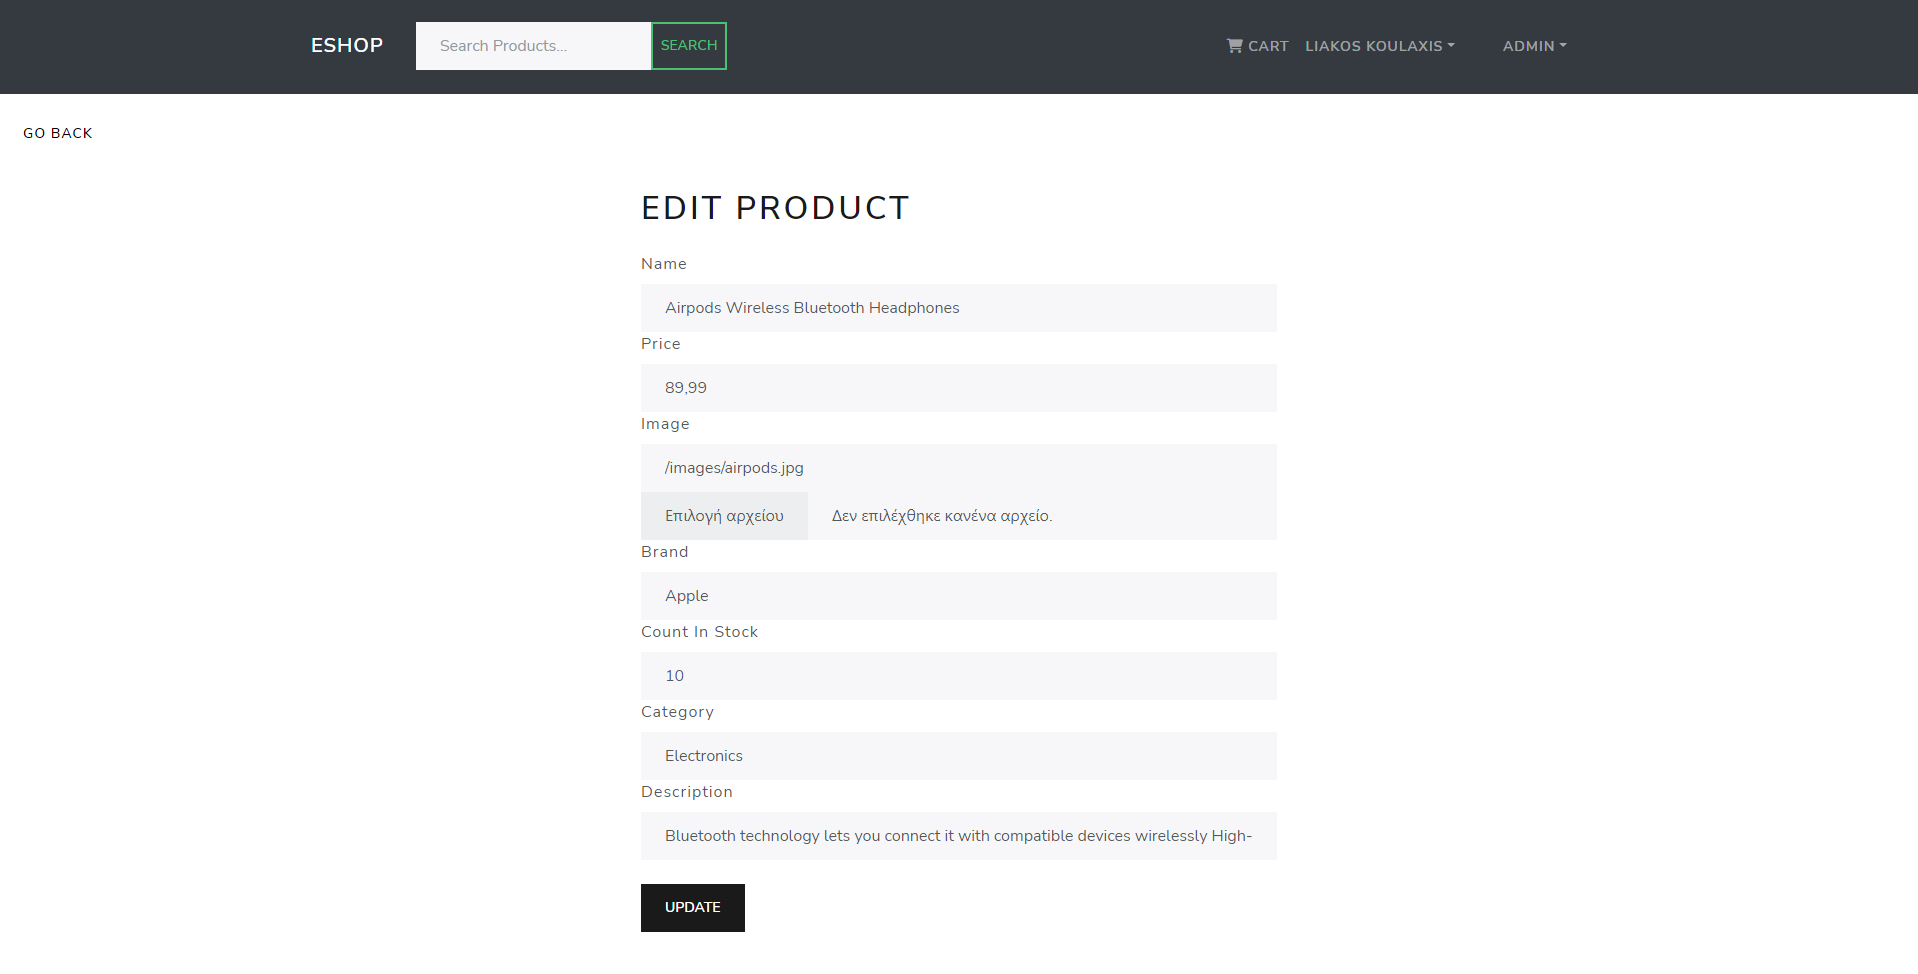 ESHOP
Search Products...
SEARCH
CART
LIAKOS KOULAXIS
ADMIN
GO BACK
EDIT PRODUCT
Name
Airpods Wireless Bluetooth Headphones
Price
89,99
Image
/images/airpods.jpg
Επιλογή αρχείου Δεν επιλέχθηκε κανένα αρχείο.
Brand
Apple
Count In Stock
10
Category
Electronics
Description
Bluetooth technology lets you connect it with compatible devices wirelessly High-
UPDATE